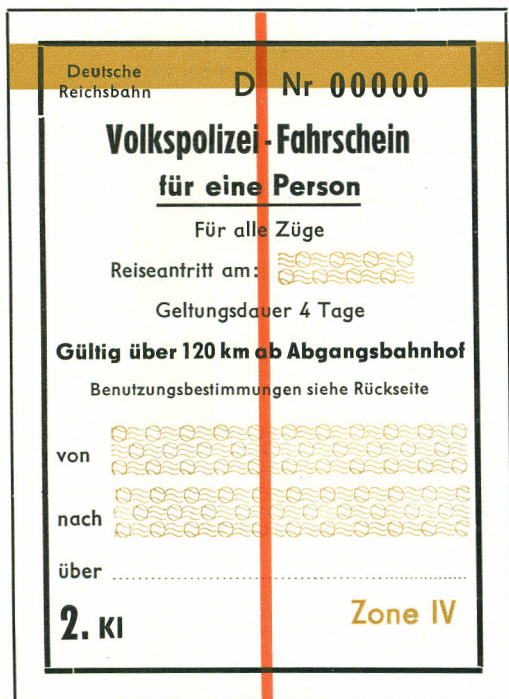 Deutsche
Reichsbahn
D Nr 00000
Volkspolizei-Fahrschein
für eine Person
Für alle Züge
Reiseantritt am:
Geltungsdauer 4 Tage
Gültig über 120 km ab Abgangsbahnhof
Benutzungsbestimmungen siehe Rückseite
von
nach
über
2. Kl
Zone IV